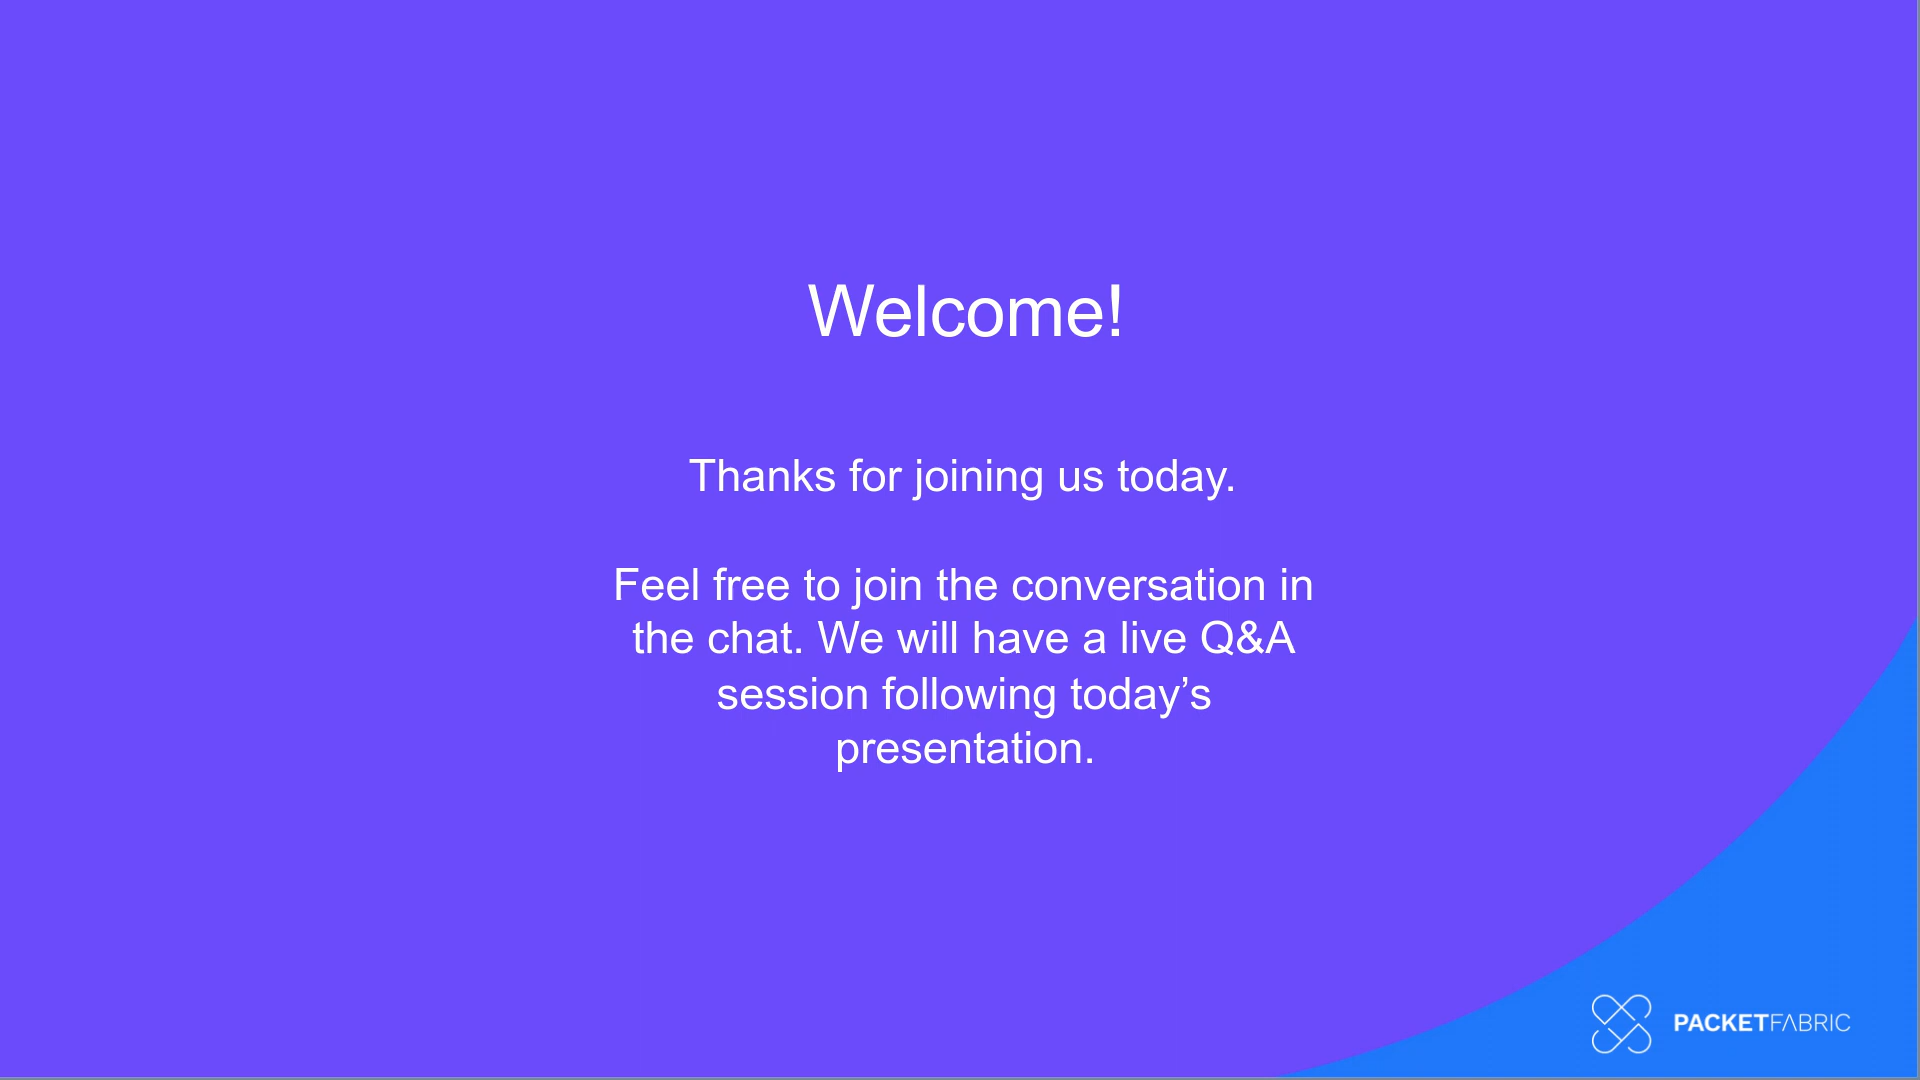 Welcome!
Thanks for joining us today.
Feel free to join the conversation in
the chat. We will have a live Q&A
session following today’s
presentation.
PACKETFABRIC